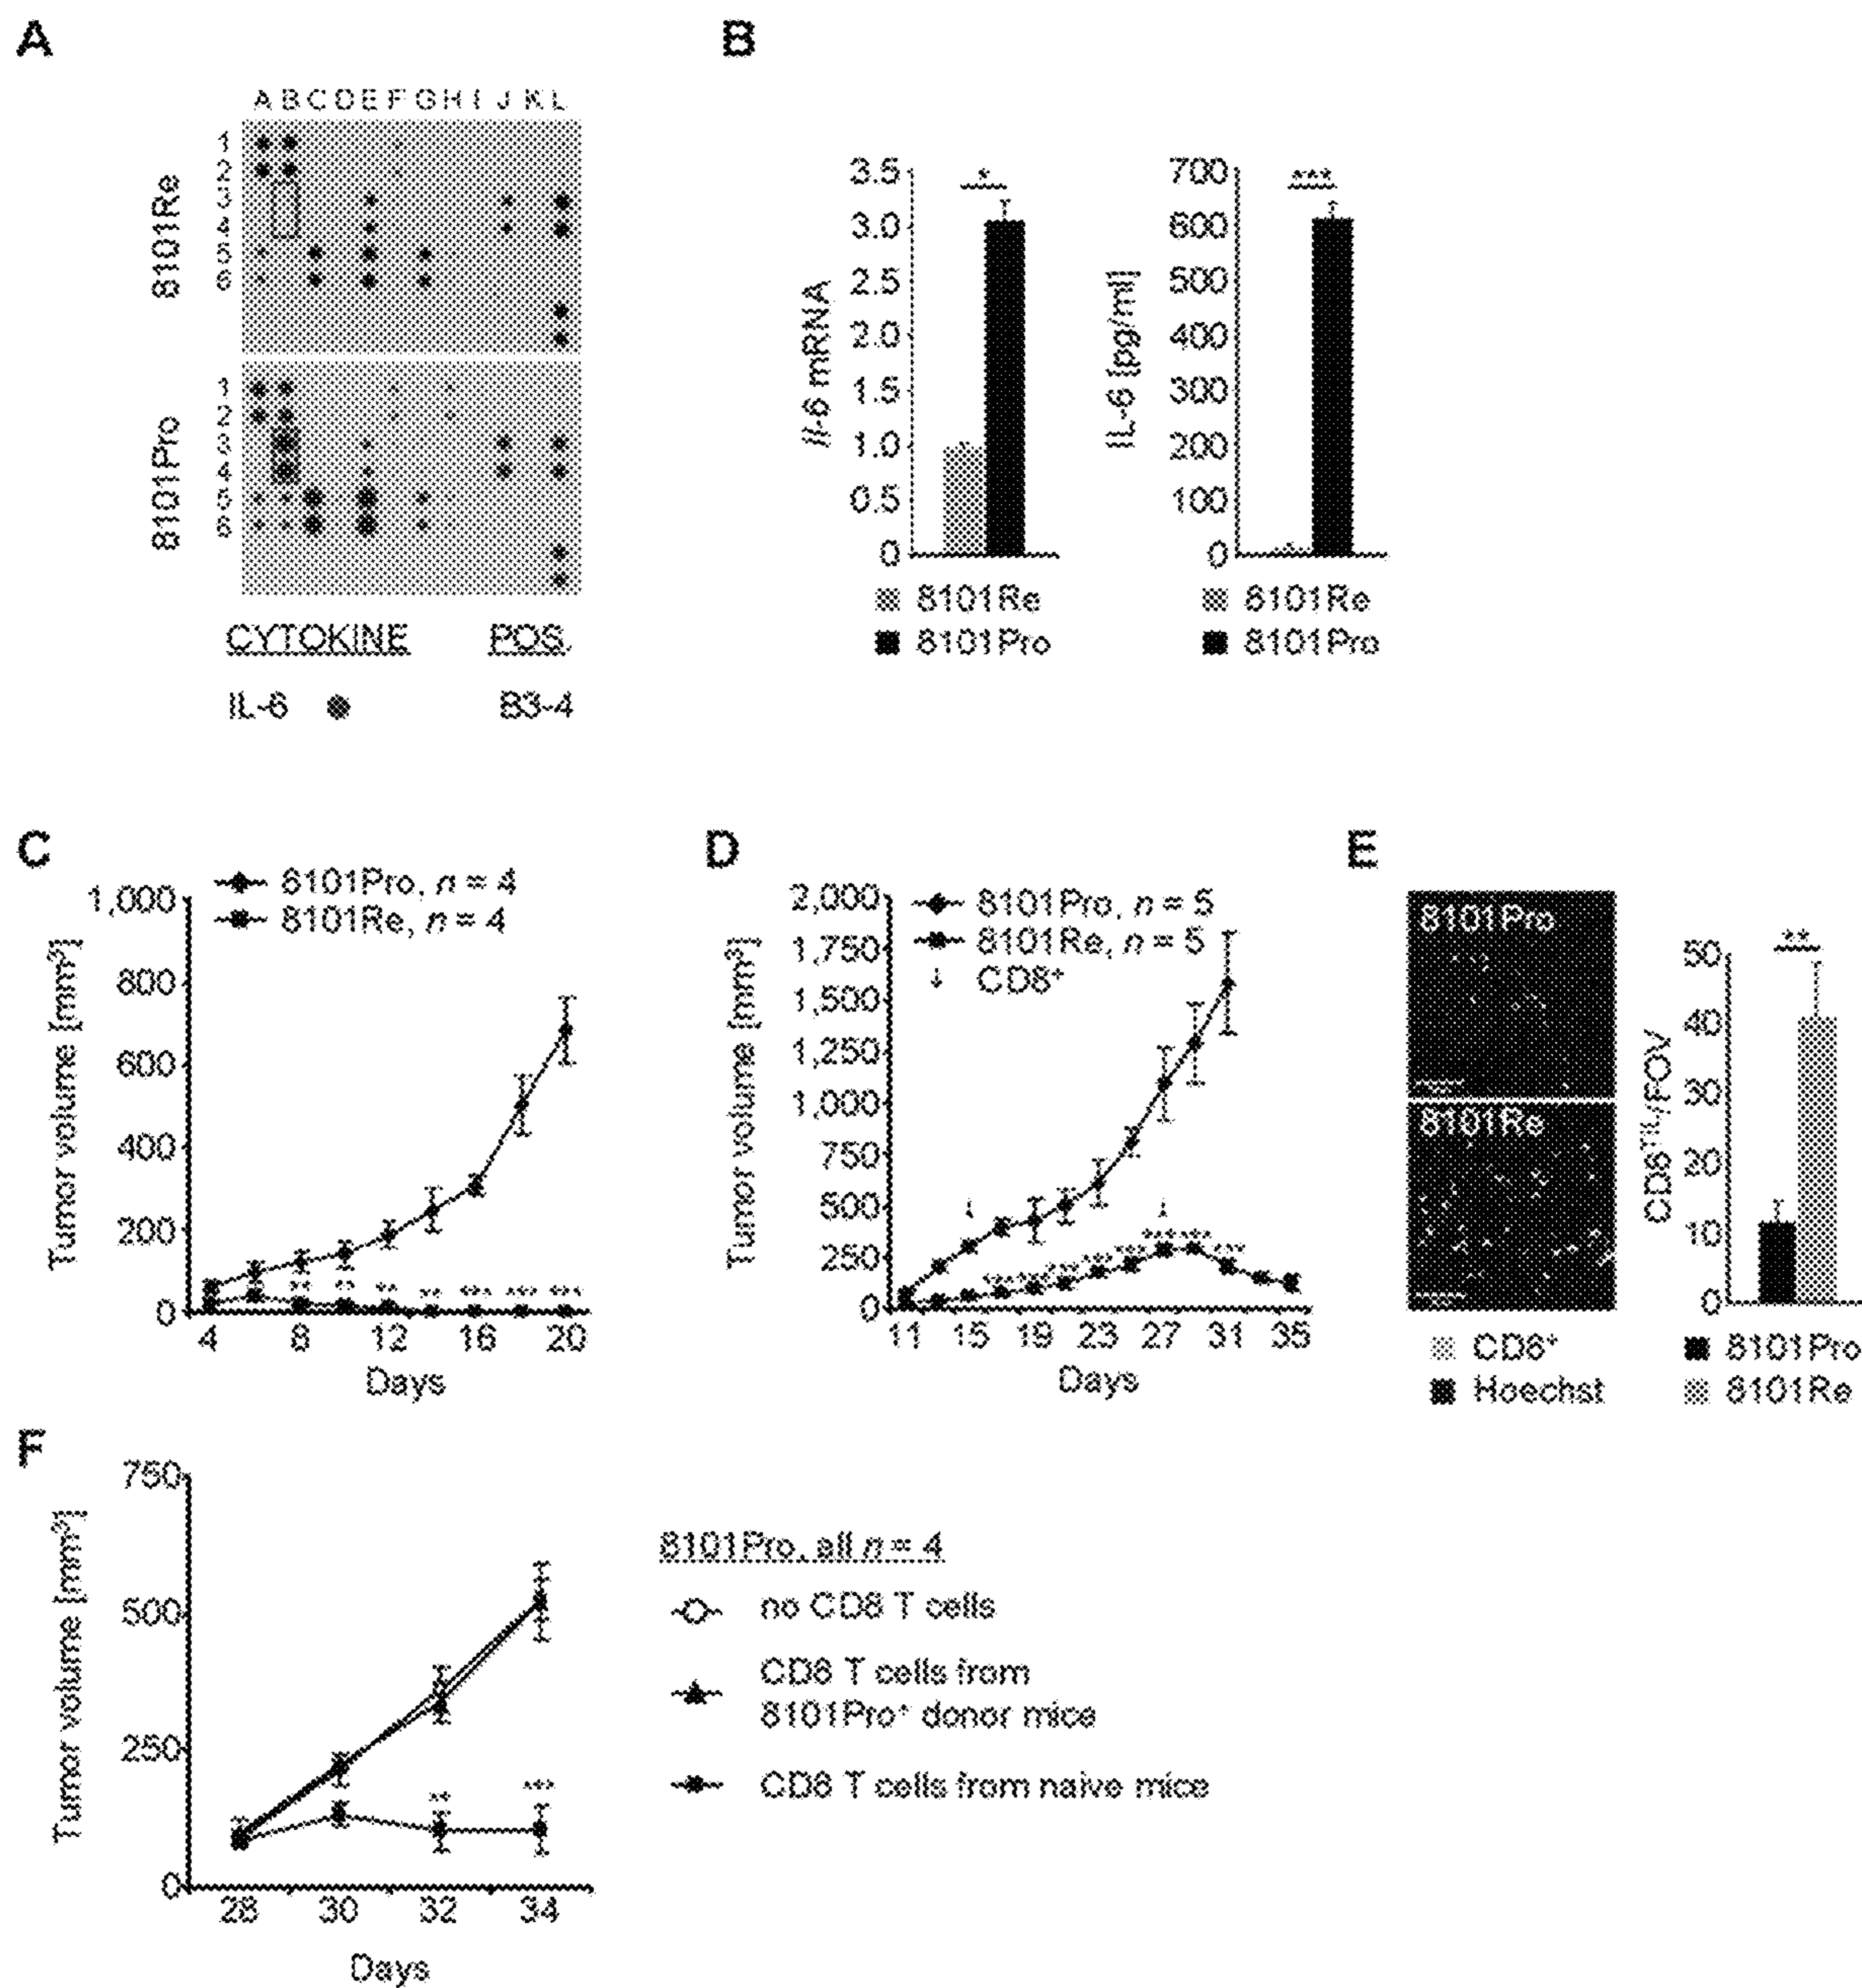 A
A B C D E F G H I J K L
8101Re
1
2
3
4
5
6
8101Pro
1
2
3
4
5
6
CYTOKINE POS.
IL-6 B3-4
B
Il-6 mRNA
3.5
3.0
2.5
2.0
1.5
1.0
0.5
0
*
8101Re
8101Pro
IL-6 [pg/ml]
700
600
500
400
300
200
100
0
***
8101Re
8101Pro
C
Tumor volume [mm³]
1,000
800
600
400
200
0
8101Pro, n = 4
8101Re, n = 4
4 8 12 16 20
Days
D
Tumor volume [mm³]
2,000
1,750
1,500
1,250
1,000
750
500
250
0
8101Pro, n = 5
8101Re, n = 5
↓ CD8⁺
11 15 19 23 27 31 35
Days
E
8101Pro
8101Re
CD8⁺
Hoechst
CD8ᵀᴵᴸ/FOV
50
40
30
20
10
0
**
8101Pro
8101Re
F
Tumor volume [mm³]
750
500
250
0
** ***
28 30 32 34
Days
8101Pro, all n = 4
no CD8 T cells
CD8 T cells from
8101Pro⁺ donor mice
CD8 T cells from naive mice